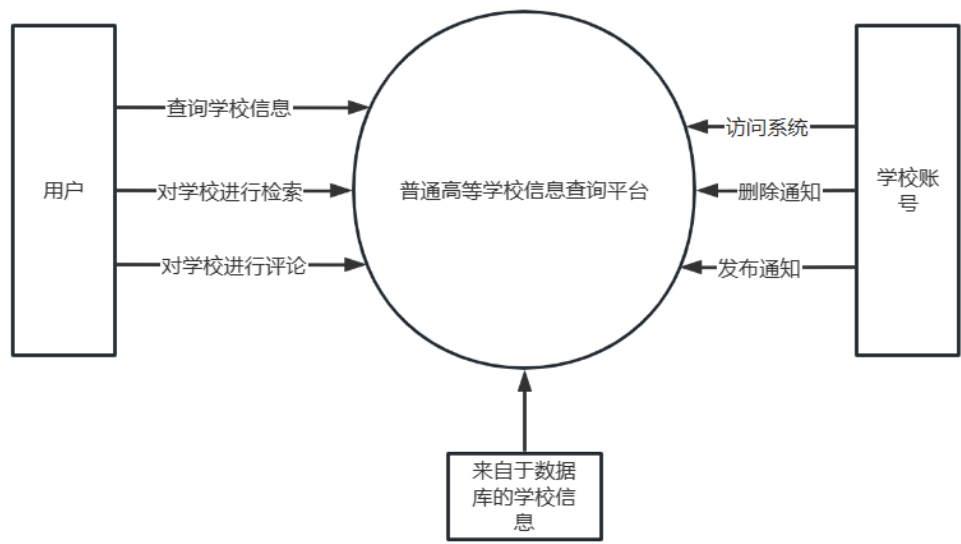 用户
查询学校信息
对学校进行检索
对学校进行评论
普通高等学校信息查询平台
访问系统
删除通知
发布通知
学校账
号
来自于数据
库的学校信
息